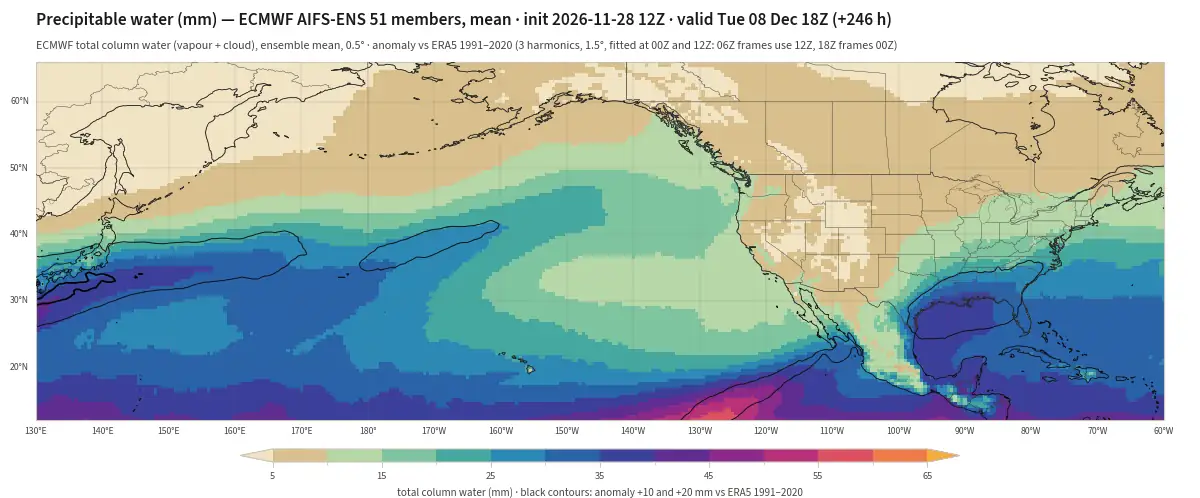 Precipitable water (mm) — ECMWF AIFS-ENS 51 members, mean · init 2026-11-28 12Z · valid Tue 08 Dec 18Z (+246 h)
ECMWF total column water (vapour + cloud), ensemble mean, 0.5° · anomaly vs ERA5 1991–2020 (3 harmonics, 1.5°, fitted at 00Z and 12Z: 06Z frames use 12Z, 18Z frames 00Z)
60°N
50°N
40°N
30°N
20°N
130°E 140°E 150°E 160°E 170°E 180° 170°W 160°W 150°W 140°W 130°W 120°W 110°W 100°W 90°W 80°W 70°W 60°W
5 15 25 35 45 55 65
total column water (mm) · black contours: anomaly +10 and +20 mm vs ERA5 1991–2020